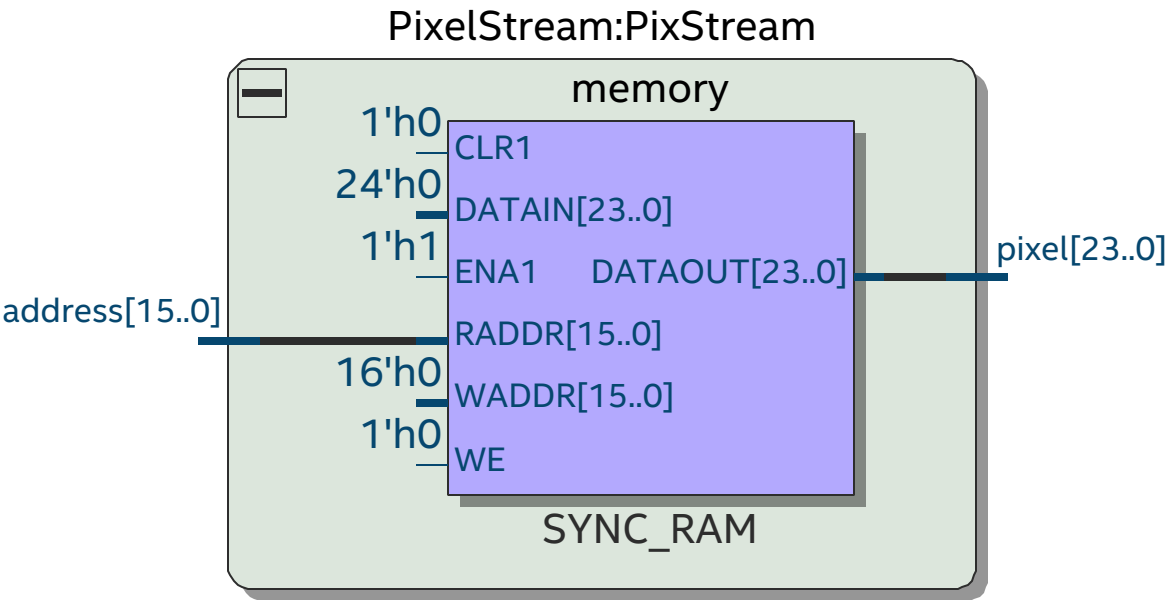 PixelStream:PixStream
memory
1'h0
CLR1
24'h0
DATAIN[23..0]
1'h1
ENA1 DATAOUT[23..0]
pixel[23..0]
address[15..0]
RADDR[15..0]
16'h0
WADDR[15..0]
1'h0
WE
SYNC_RAM